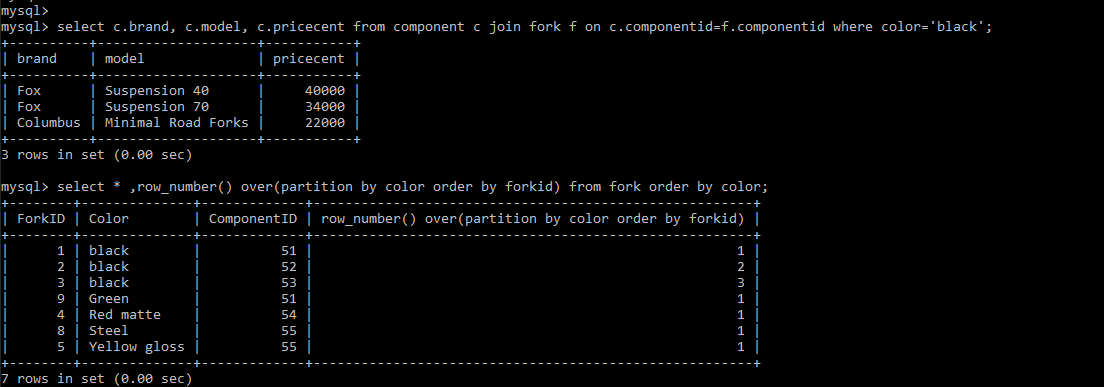 mysql>
mysql> select c.brand, c.model, c.pricecent from component c join fork f on c.componentid=f.componentid where color='black';
+----------+--------------------+-----------+
| brand    | model              | pricecent |
+----------+--------------------+-----------+
| Fox      | Suspension 40      |     40000 |
| Fox      | Suspension 70      |     34000 |
| Columbus | Minimal Road Forks |     22000 |
+----------+--------------------+-----------+
3 rows in set (0.00 sec)
mysql> select * ,row_number() over(partition by color order by forkid) from fork order by color;
+--------+--------------+-------------+-------------------------------------------------------+
| ForkID | Color        | ComponentID | row_number() over(partition by color order by forkid) |
+--------+--------------+-------------+-------------------------------------------------------+
|      1 | black        |          51 |                                                     1 |
|      2 | black        |          52 |                                                     2 |
|      3 | black        |          53 |                                                     3 |
|      9 | Green        |          51 |                                                     1 |
|      4 | Red matte    |          54 |                                                     1 |
|      8 | Steel        |          55 |                                                     1 |
|      5 | Yellow gloss |          55 |                                                     1 |
+--------+--------------+-------------+-------------------------------------------------------+
7 rows in set (0.00 sec)